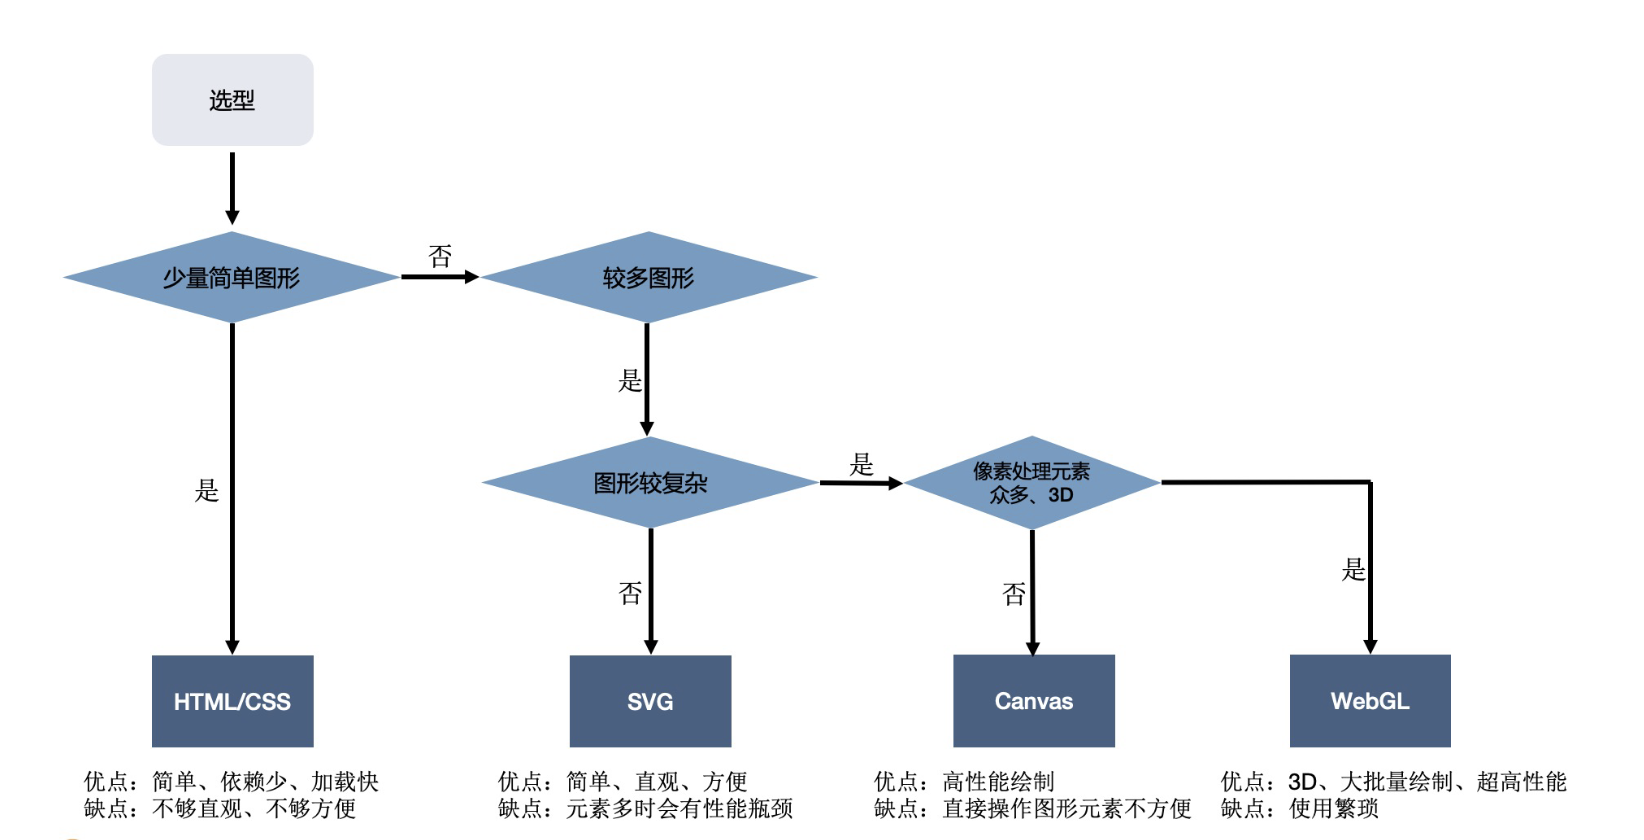 选型
少量简单图形
否
较多图形
是
是
图形较复杂
是
像素处理元素
众多、3D
否
否
是
HTML/CSS
SVG
Canvas
WebGL
优点：简单、依赖少、加载快
缺点：不够直观、不够方便
优点：简单、直观、方便
缺点：元素多时会有性能瓶颈
优点：高性能绘制
缺点：直接操作图形元素不方便
优点：3D、大批量绘制、超高性能
缺点：使用繁琐